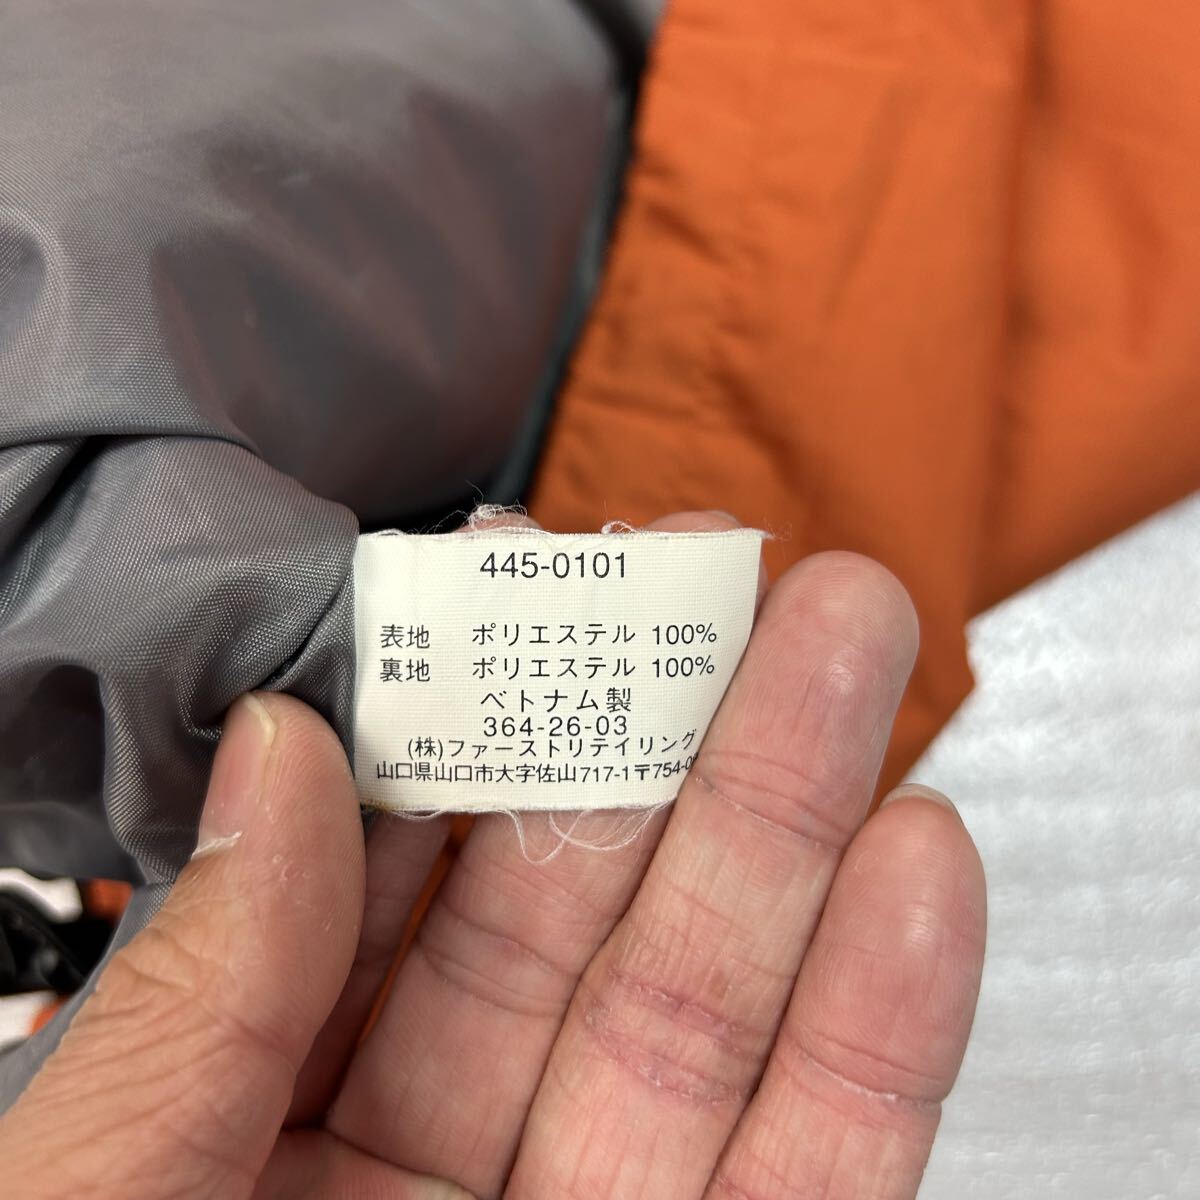 445-0101
表地 ポリエステル 100%
裏地 ポリエステル 100%
ベトナム製
364-26-03
(株)ファーストリテイリング
山口県山口市大字佐山717-1〒